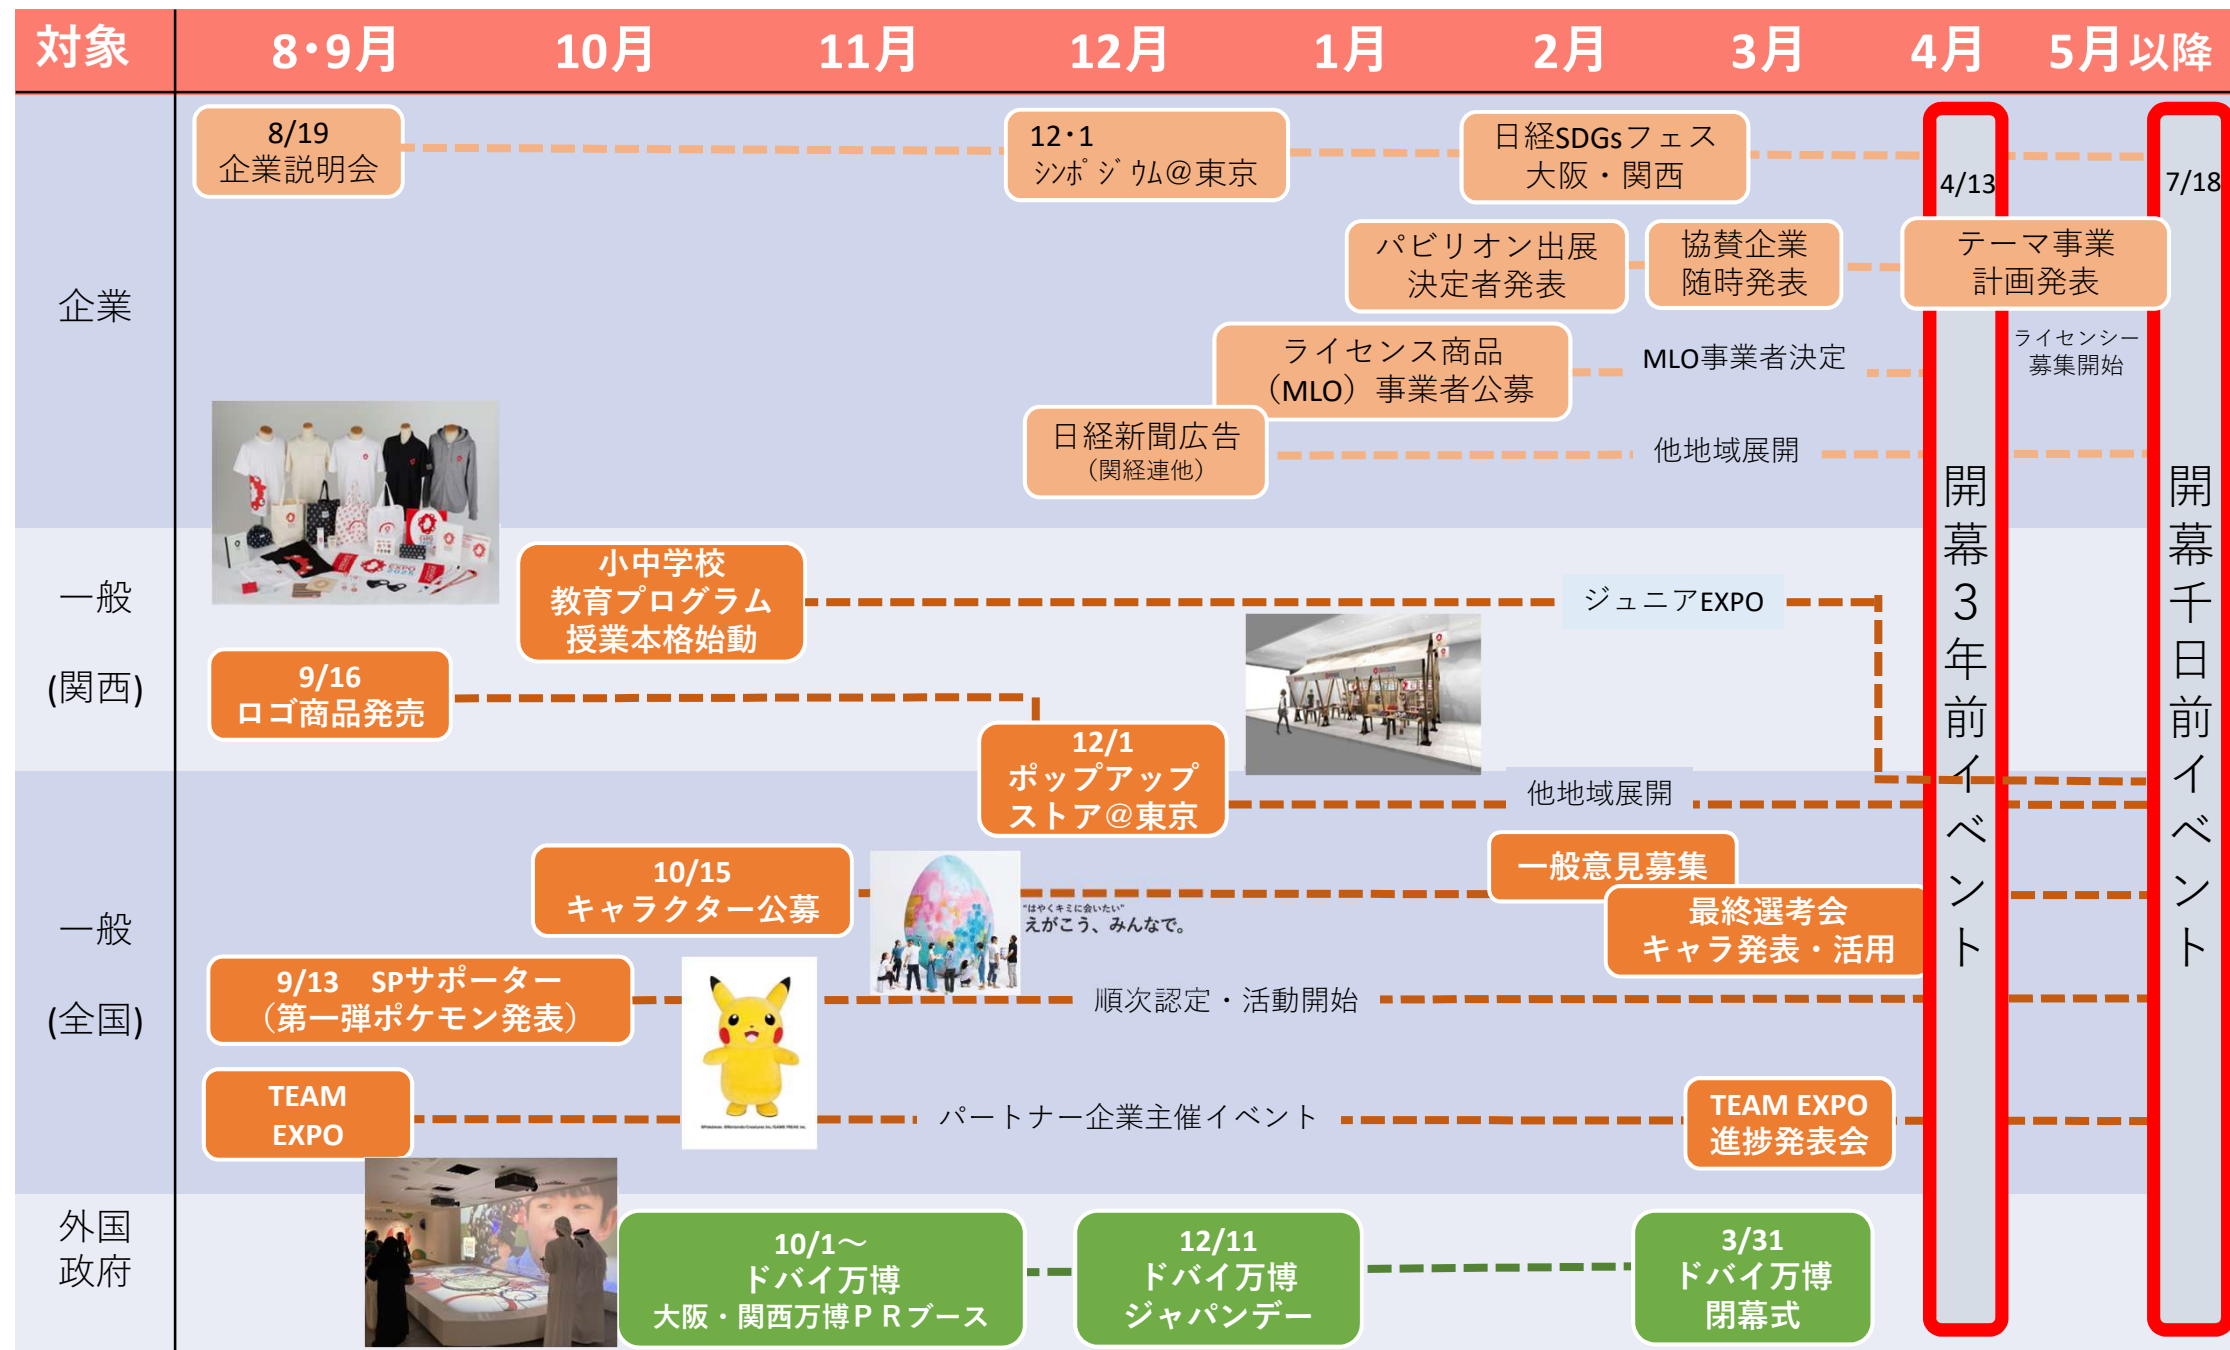 対象
8・9月
10月
11月
12月
1月
2月
3月
4月
5月以降
企業
8/19
企業説明会
12・1
ｼﾝﾎﾟｼﾞｳﾑ@東京
日経SDGsフェス
大阪・関西
パビリオン出展
決定者発表
協賛企業
随時発表
テーマ事業
計画発表
ライセンス商品
（MLO）事業者公募
MLO事業者決定
ライセンシー
募集開始
日経新聞広告
（関経連他）
他地域展開
一般
(関西)
小中学校
教育プログラム
授業本格始動
ジュニアEXPO
9/16
ロゴ商品発売
12/1
ポップアップ
ストア@東京
他地域展開
一般
(全国)
10/15
キャラクター公募
"はやくキミに会いたい"
えがこう、みんなで。
一般意見募集
最終選考会
キャラ発表・活用
9/13　SPサポーター
（第一弾ポケモン発表）
順次認定・活動開始
TEAM
EXPO
パートナー企業主催イベント
TEAM EXPO
進捗発表会
外国
政府
10/1～
ドバイ万博
大阪・関西万博ＰＲブース
12/11
ドバイ万博
ジャパンデー
3/31
ドバイ万博
閉幕式
4/13
開幕３年前イベント
7/18
開幕千日前イベント